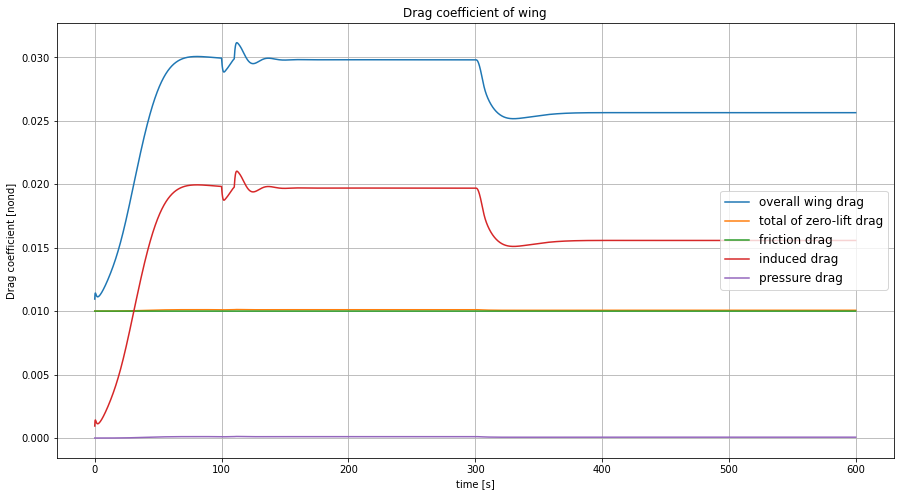 Drag coefficient of wing
Drag coefficient [nond]
0.030
0.025
0.020
0.015
0.010
0.005
0.000
overall wing drag
total of zero-lift drag
friction drag
induced drag
pressure drag
0 100 200 300 400 500 600
time [s]